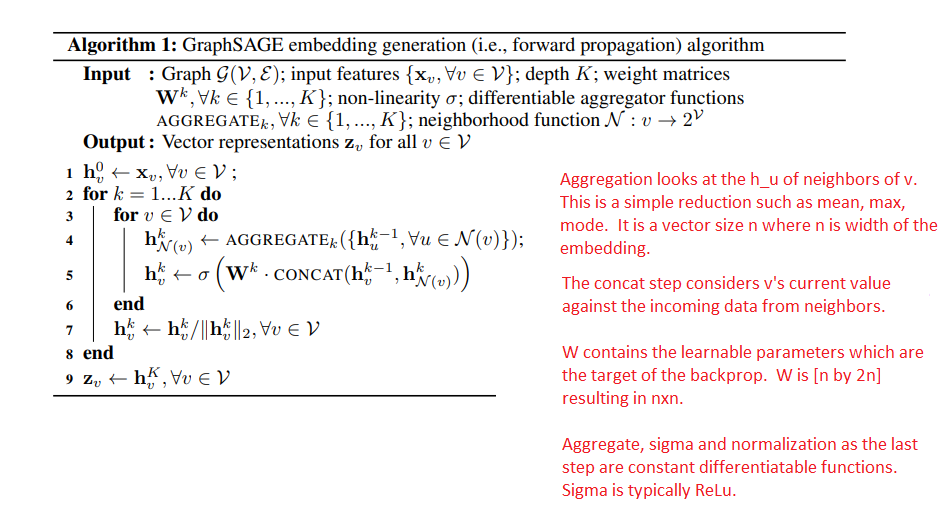 Algorithm 1: GraphSAGE embedding generation (i.e., forward propagation) algorithm
Input : Graph 𝒢(𝒱, ℰ); input features {x_v, ∀v ∈ 𝒱}; depth K; weight matrices
W^k, ∀k ∈ {1, ..., K}; non-linearity σ; differentiable aggregator functions
AGGREGATE_k, ∀k ∈ {1, ..., K}; neighborhood function 𝒩 : v → 2^𝒱
Output : Vector representations z_v for all v ∈ 𝒱
1 h_v^0 ← x_v, ∀v ∈ 𝒱 ;
2 for k = 1...K do
3 for v ∈ 𝒱 do
4 h_{𝒩(v)}^k ← AGGREGATE_k({h_u^{k−1}, ∀u ∈ 𝒩(v)});
5 h_v^k ← σ (W^k · CONCAT(h_v^{k−1}, h_{𝒩(v)}^k))
6 end
7 h_v^k ← h_v^k/‖h_v^k‖_2, ∀v ∈ 𝒱
8 end
9 z_v ← h_v^K, ∀v ∈ 𝒱
Aggregation looks at the h_u of neighbors of v.
This is a simple reduction such as mean, max,
mode. It is a vector size n where n is width of the
embedding.
The concat step considers v's current value
against the incoming data from neighbors.
W contains the learnable parameters which are
the target of the backprop. W is [n by 2n]
resulting in nxn.
Aggregate, sigma and normalization as the last
step are constant differentiatable functions.
Sigma is typically ReLu.